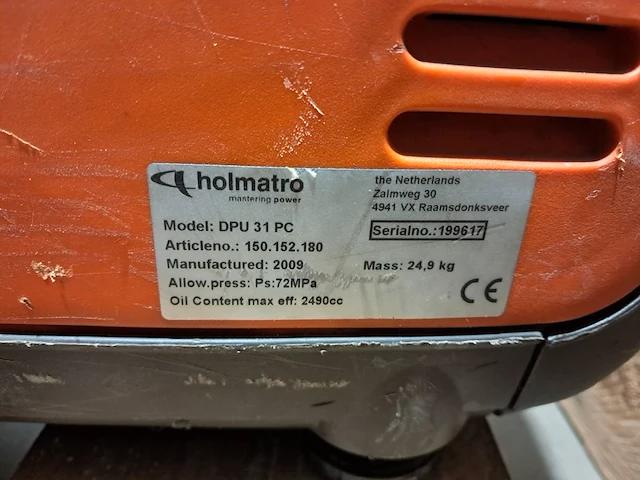 holmatro
mastering power
the Netherlands
Zalmweg 30
4941 VX Raamsdonksveer
Model: DPU 31 PC
Serialno.:199617
Articleno.: 150.152.180
Manufactured: 2009
Mass: 24,9 kg
Allow.press: Ps:72MPa
Oil Content max eff: 2490cc
CE